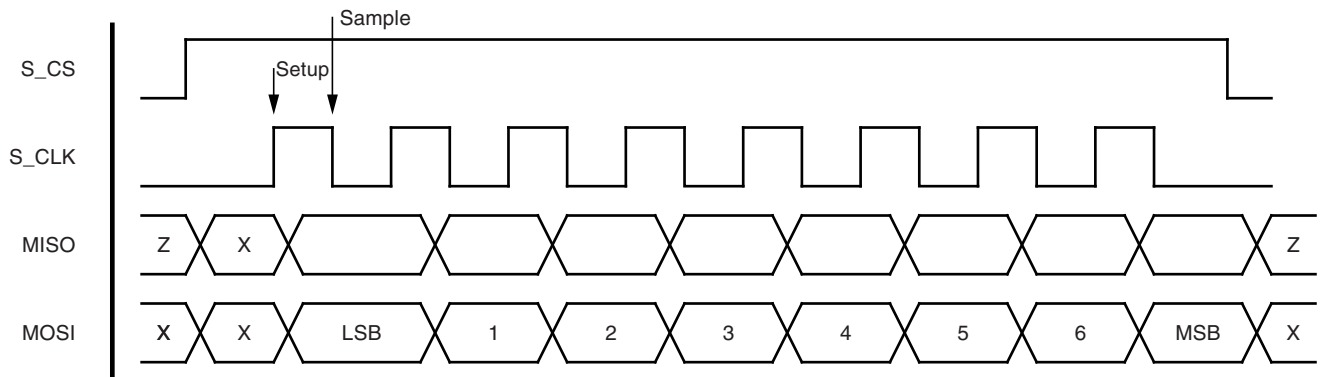 Sample
S_CS
Setup
S_CLK
MISO Z X Z
MOSI X X LSB 1 2 3 4 5 6 MSB X